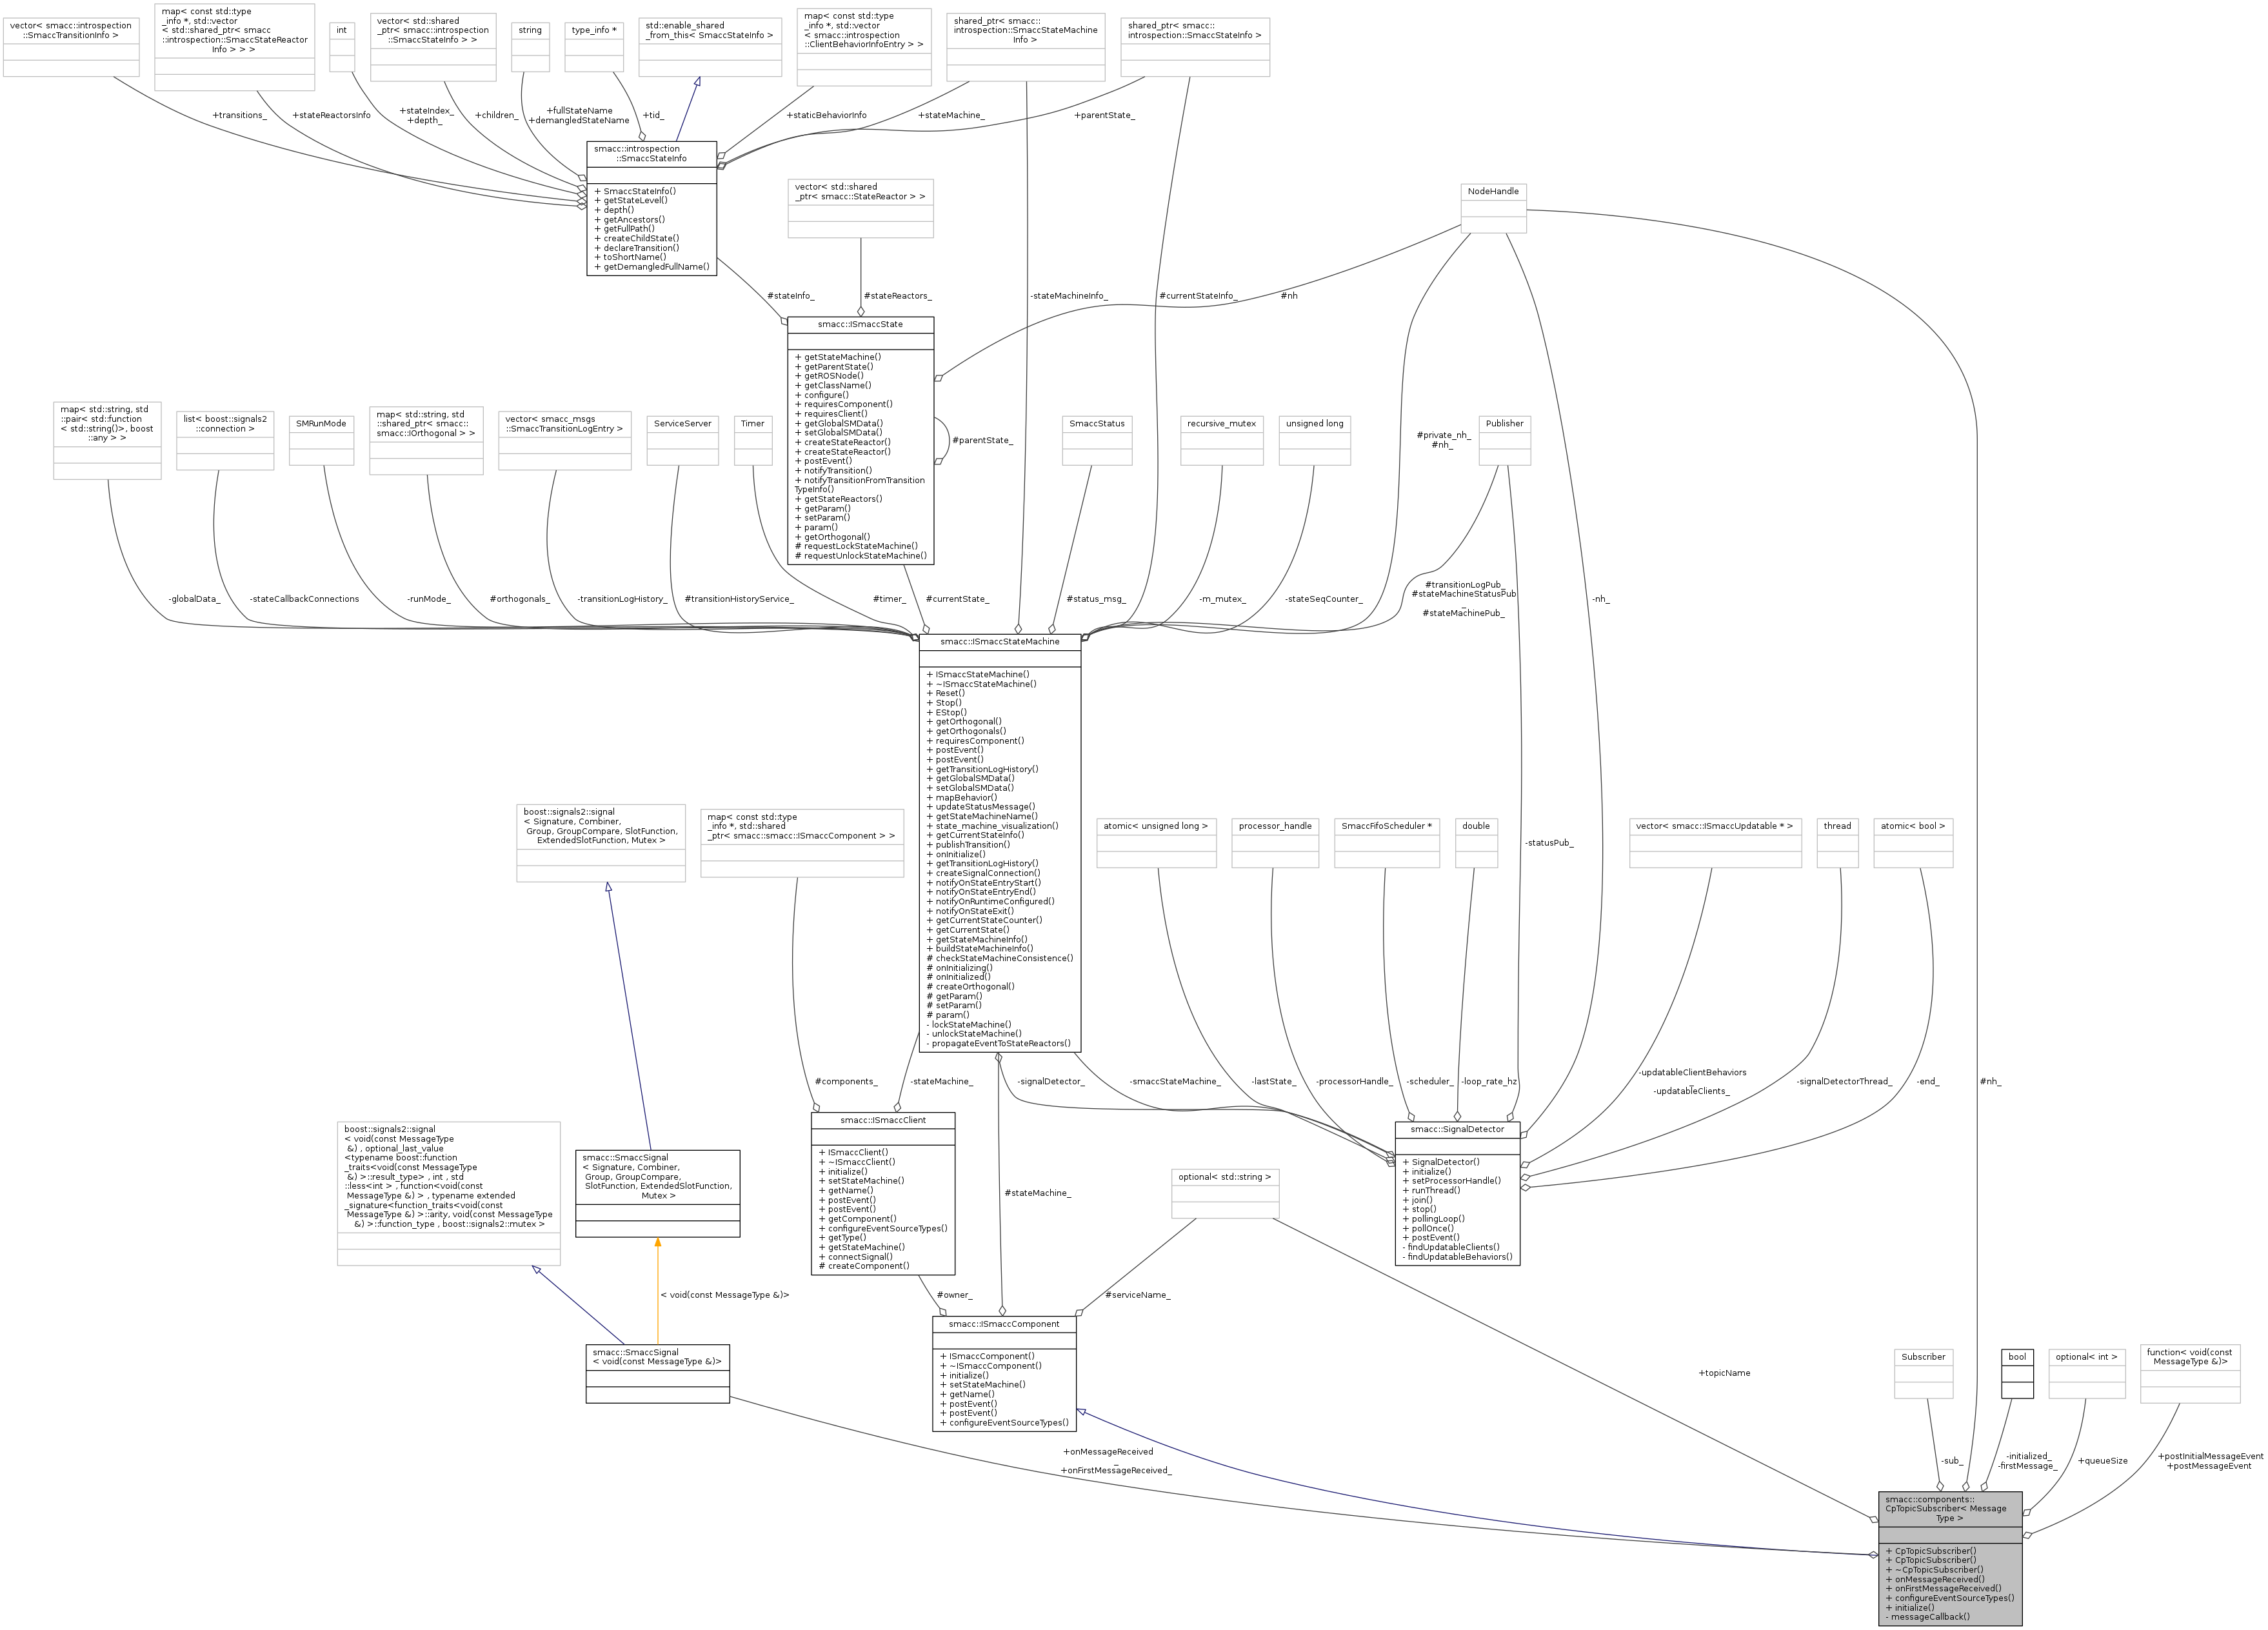 vector< smacc::introspection
::SmaccTransitionInfo >
map< const std::type
_info *, std::vector
< std::shared_ptr< smacc
::introspection::SmaccStateReactor
Info > > >
int
vector< std::shared
_ptr< smacc::introspection
::SmaccStateInfo > >
string
type_info *
std::enable_shared
_from_this< SmaccStateInfo >
map< const std::type
_info *, std::vector
< smacc::introspection
::ClientBehaviorInfoEntry > >
shared_ptr< smacc::
introspection::SmaccStateMachine
Info >
shared_ptr< smacc::
introspection::SmaccStateInfo >
+transitions_
+stateReactorsInfo
+stateIndex_
+depth_
+children_
+fullStateName
+demangledStateName
+tid_
+staticBehaviorInfo
+stateMachine_
+parentState_
smacc::introspection
::SmaccStateInfo
+ SmaccStateInfo()
+ getStateLevel()
+ depth()
+ getAncestors()
+ getFullPath()
+ createChildState()
+ declareTransition()
+ toShortName()
+ getDemangledFullName()
vector< std::shared
_ptr< smacc::StateReactor > >
NodeHandle
#stateInfo_
#stateReactors_
-stateMachineInfo_
#currentStateInfo_
#nh
smacc::ISmaccState
+ getStateMachine()
+ getParentState()
+ getROSNode()
+ getClassName()
+ configure()
+ requiresComponent()
+ requiresClient()
+ getGlobalSMData()
+ setGlobalSMData()
+ createStateReactor()
+ createStateReactor()
+ postEvent()
+ notifyTransition()
+ notifyTransitionFromTransition
TypeInfo()
+ getStateReactors()
+ getParam()
+ setParam()
+ param()
+ getOrthogonal()
# requestLockStateMachine()
# requestUnlockStateMachine()
#parentState_
map< std::string, std
::pair< std::function
< std::string()>, boost
::any > >
list< boost::signals2
::connection >
SMRunMode
map< std::string, std
::shared_ptr< smacc::
smacc::IOrthogonal > >
vector< smacc_msgs
::SmaccTransitionLogEntry >
ServiceServer
Timer
SmaccStatus
recursive_mutex
unsigned long
#private_nh_
#nh_
Publisher
-globalData_
-stateCallbackConnections
-runMode_
#orthogonals_
-transitionLogHistory_
#transitionHistoryService_
#timer_
#currentState_
#status_msg_
-m_mutex_
-stateSeqCounter_
#transitionLogPub_
#stateMachineStatusPub
_
#stateMachinePub_
-nh_
smacc::ISmaccStateMachine
+ ISmaccStateMachine()
+ ~ISmaccStateMachine()
+ Reset()
+ Stop()
+ EStop()
+ getOrthogonal()
+ getOrthogonals()
+ requiresComponent()
+ postEvent()
+ postEvent()
+ getTransitionLogHistory()
+ getGlobalSMData()
+ setGlobalSMData()
+ mapBehavior()
+ updateStatusMessage()
+ getStateMachineName()
+ state_machine_visualization()
+ getCurrentStateInfo()
+ publishTransition()
+ onInitialize()
+ getTransitionLogHistory()
+ createSignalConnection()
+ notifyOnStateEntryStart()
+ notifyOnStateEntryEnd()
+ notifyOnRuntimeConfigured()
+ notifyOnStateExit()
+ getCurrentStateCounter()
+ getCurrentState()
+ getStateMachineInfo()
+ buildStateMachineInfo()
# checkStateMachineConsistence()
# onInitializing()
# onInitialized()
# createOrthogonal()
# getParam()
# setParam()
# param()
- lockStateMachine()
- unlockStateMachine()
- propagateEventToStateReactors()
boost::signals2::signal
< Signature, Combiner,
Group, GroupCompare, SlotFunction,
ExtendedSlotFunction, Mutex >
map< const std::type
_info *, std::shared
_ptr< smacc::smacc::ISmaccComponent > >
atomic< unsigned long >
processor_handle
SmaccFifoScheduler *
double
-statusPub_
vector< smacc::ISmaccUpdatable * >
thread
atomic< bool >
#components_
-stateMachine_
-signalDetector_
-smaccStateMachine_
-lastState_
-processorHandle_
-scheduler_
-loop_rate_hz
-updatableClientBehaviors
_
-updatableClients_
-signalDetectorThread_
-end_
#nh_
smacc::ISmaccClient
+ ISmaccClient()
+ ~ISmaccClient()
+ initialize()
+ setStateMachine()
+ getName()
+ postEvent()
+ postEvent()
+ getComponent()
+ configureEventSourceTypes()
+ getType()
+ getStateMachine()
+ connectSignal()
# createComponent()
smacc::SignalDetector
+ SignalDetector()
+ initialize()
+ setProcessorHandle()
+ runThread()
+ join()
+ stop()
+ pollingLoop()
+ pollOnce()
+ postEvent()
- findUpdatableClients()
- findUpdatableBehaviors()
boost::signals2::signal
< void(const MessageType
&) , optional_last_value
<typename boost::function
_traits<void(const MessageType
&) >::result_type> , int , std
::less<int > , function<void(const
MessageType &) > , typename extended
_signature<function_traits<void(const
MessageType &) >::arity, void(const MessageType
&) >::function_type , boost::signals2::mutex >
smacc::SmaccSignal
< Signature, Combiner,
Group, GroupCompare,
SlotFunction, ExtendedSlotFunction,
Mutex >
#stateMachine_
optional< std::string >
< void(const MessageType &)>
#owner_
#serviceName_
smacc::SmaccSignal
< void(const MessageType &)>
smacc::ISmaccComponent
+ ISmaccComponent()
+ ~ISmaccComponent()
+ initialize()
+ setStateMachine()
+ getName()
+ postEvent()
+ postEvent()
+ configureEventSourceTypes()
+topicName
Subscriber
bool
optional< int >
function< void(const
MessageType &)>
+onMessageReceived
_
+onFirstMessageReceived_
-sub_
-initialized_
-firstMessage_
+queueSize
+postInitialMessageEvent
+postMessageEvent
smacc::components::
CpTopicSubscriber< Message
Type >
+ CpTopicSubscriber()
+ CpTopicSubscriber()
+ ~CpTopicSubscriber()
+ onMessageReceived()
+ onFirstMessageReceived()
+ configureEventSourceTypes()
+ initialize()
- messageCallback()